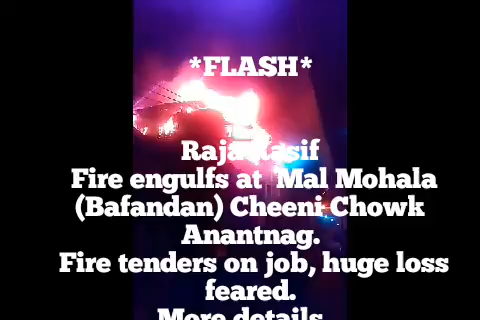 *FLASH*
Raja Kasif
Fire engulfs at Mal Mohala
(Bafandan) Cheeni Chowk
Anantnag.
Fire tenders on job, huge loss
feared.
More details